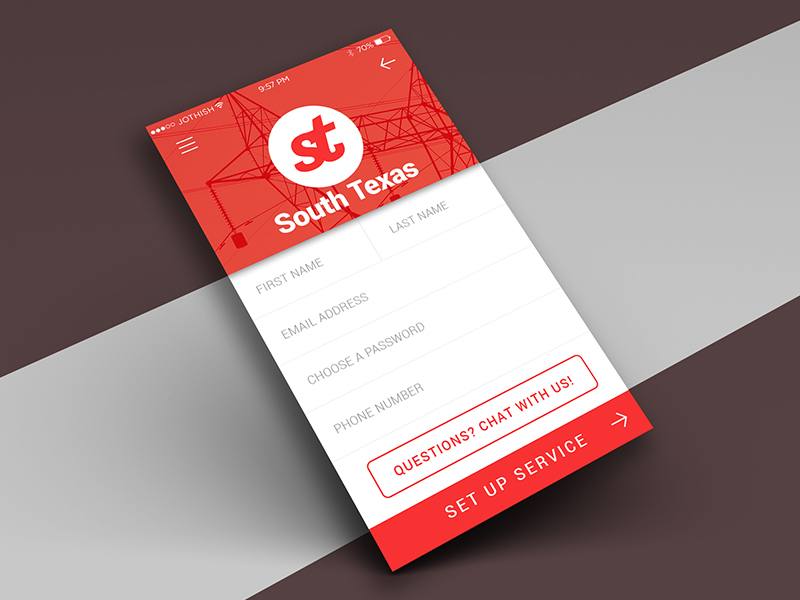 JOTHISH
9:57 PM
70%
st
South Texas
FIRST NAME
LAST NAME
EMAIL ADDRESS
CHOOSE A PASSWORD
PHONE NUMBER
QUESTIONS? CHAT WITH US!
SET UP SERVICE